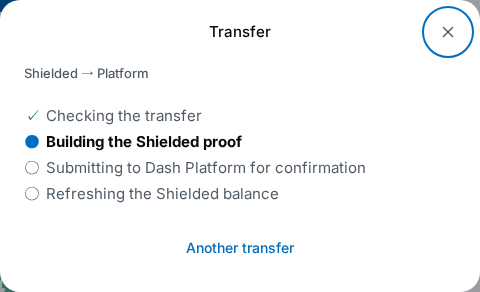 Transfer
Shielded → Platform
✓ Checking the transfer
Building the Shielded proof
Submitting to Dash Platform for confirmation
Refreshing the Shielded balance
Another transfer